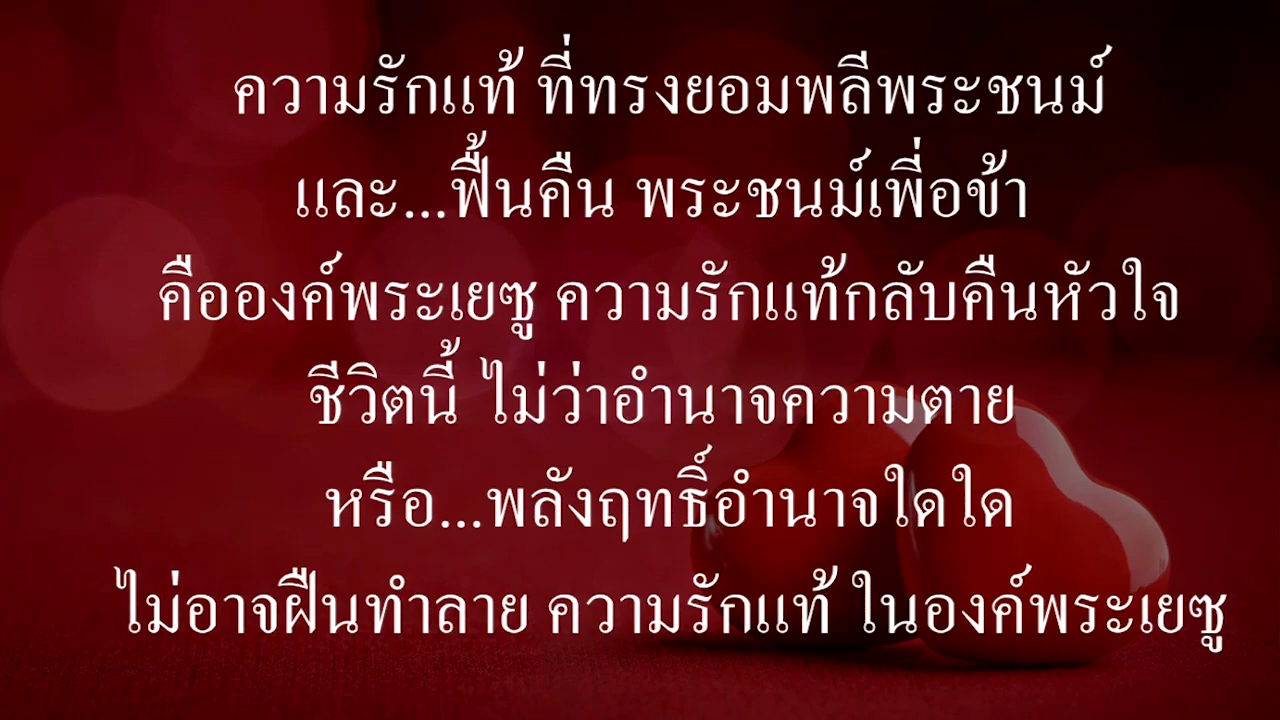 ความรักแท้ ที่ทรงยอมพลีพระชนม์
และ...ฟื้นคืน พระชนม์เพื่อข้า
คือองค์พระเยซู ความรักแท้กลับคืนหัวใจ
ชีวิตนี้ ไม่ว่าอำนาจความตาย
หรือ...พลังฤทธิ์อำนาจใดใด
ไม่อาจฝืนทำลาย ความรักแท้ ในองค์พระเยซู